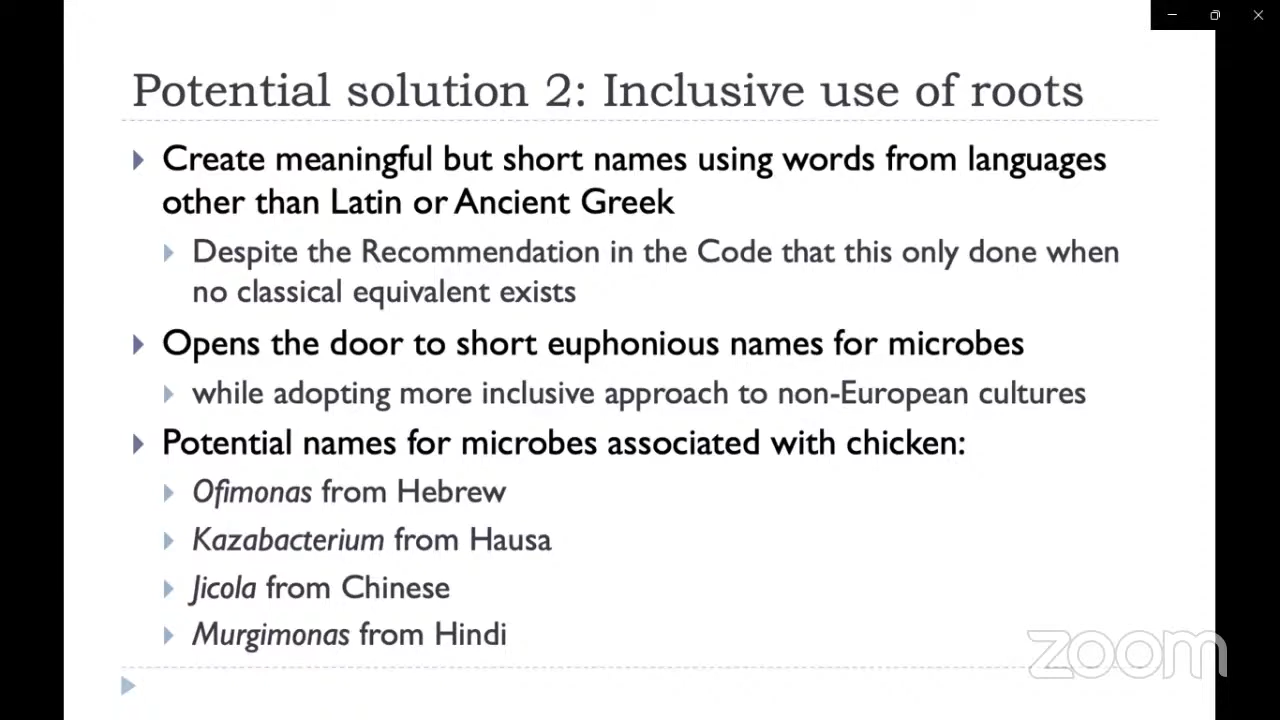 Potential solution 2: Inclusive use of roots
Create meaningful but short names using words from languages
other than Latin or Ancient Greek
Despite the Recommendation in the Code that this only done when
no classical equivalent exists
Opens the door to short euphonious names for microbes
while adopting more inclusive approach to non-European cultures
Potential names for microbes associated with chicken:
Ofimonas from Hebrew
Kazabacterium from Hausa
Jicola from Chinese
Murgimonas from Hindi
zoom